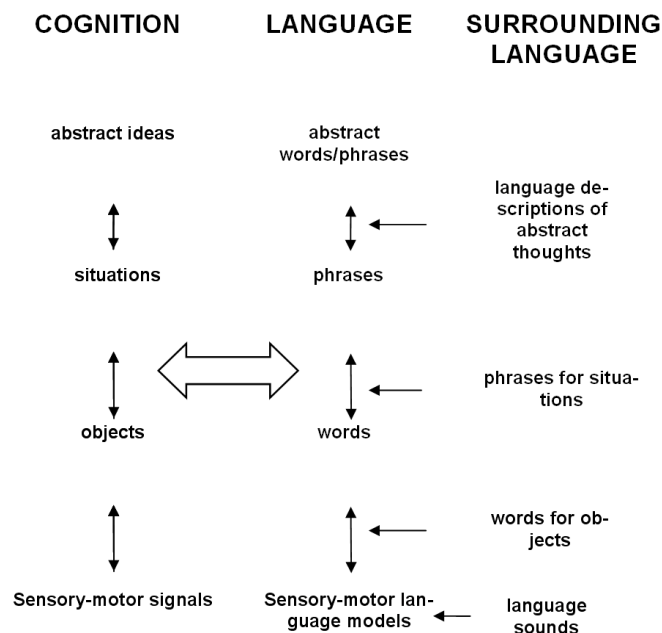 COGNITION
LANGUAGE
SURROUNDING
LANGUAGE
abstract ideas
abstract
words/phrases
language de-
scriptions of
abstract
thoughts
situations
phrases
phrases for situa-
tions
objects
words
words for ob-
jects
Sensory-motor signals
Sensory-motor lan-
guage models
language
sounds